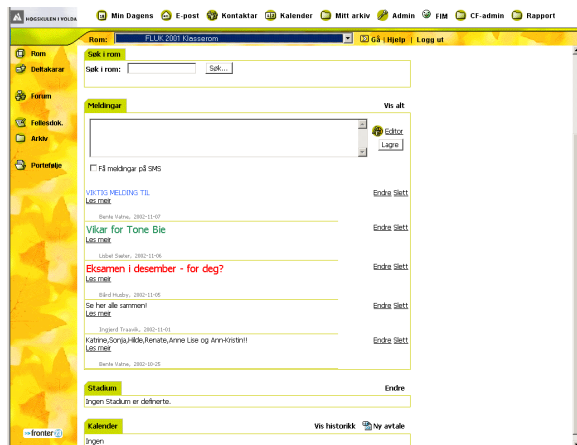 HØGSKULEN I VOLDA
Min Dagens E-post Kontaktar Kalender Mitt arkiv Admin FIM CF-admin Rapport
Rom: FLUK 2001 Klasserom Gå | Hjelp | Logg ut
Rom
Deltakarar
Forum
Fellesdok.
Arkiv
Portefølje
Søk i rom
Søk i rom: Søk...
Meldingar Vis alt
Editor
Lagre
Få meldingar på SMS
VIKTIG MELDING TIL Endre Slett
Les meir
Bente Valnø, 2002-11-07
Vikar for Tone Bie Endre Slett
Les meir
Lisbet Sæter, 2002-11-06
Eksamen i desember - for deg? Endre Slett
Les meir
Bård Husby, 2002-11-05
Se her alle sammen! Endre Slett
Les meir
Ingjerd Traavik, 2002-11-01
Katrine,Sonja,Hilde,Renate,Anne Lise og Ann-Kristin!! Endre Slett
Les meir
2002-10-25
Stadium Endre
Ingen Stadium er definerte.
Kalender Vis historikk Ny avtale
Ingen
fronter